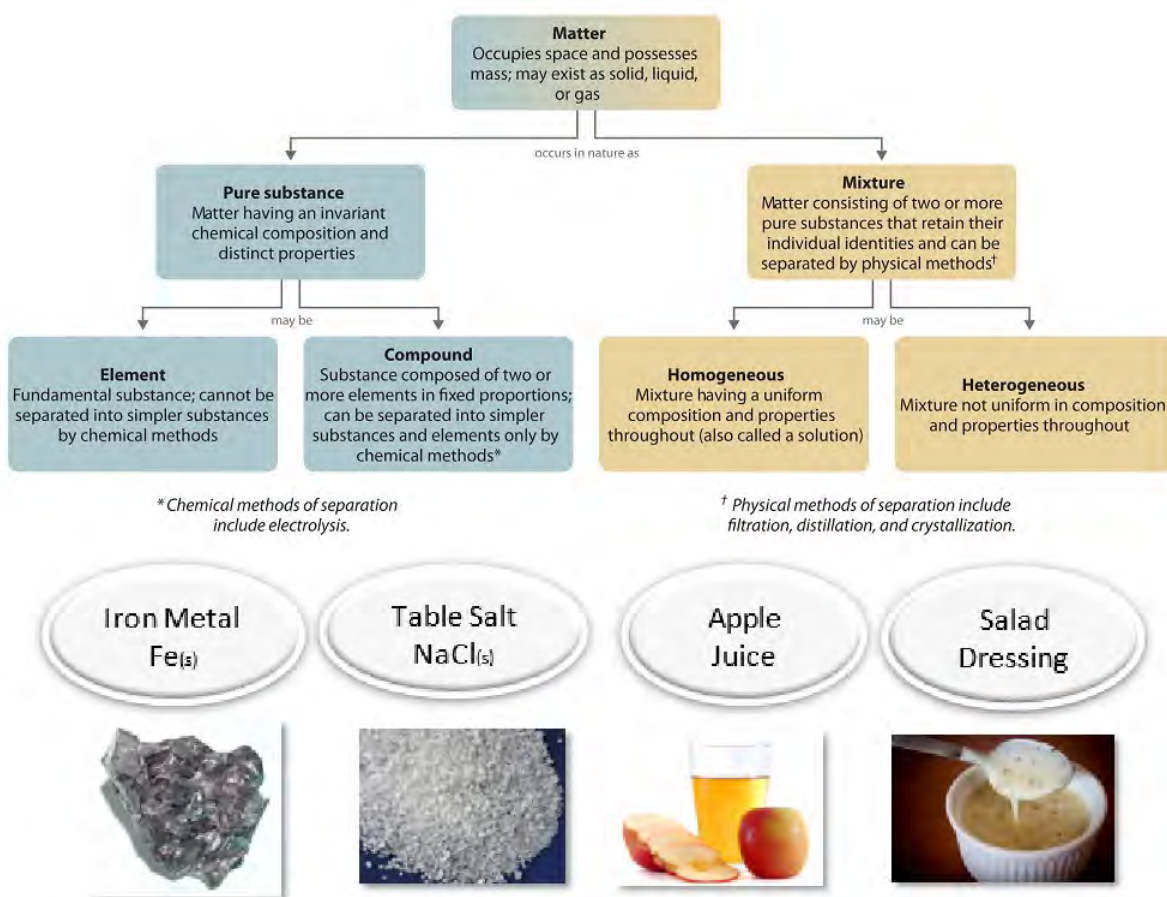 Matter
Occupies space and possesses
mass; may exist as solid, liquid,
or gas
occurs in nature as
Pure substance
Matter having an invariant
chemical composition and
distinct properties
Mixture
Matter consisting of two or more
pure substances that retain their
individual identities and can be
separated by physical methods†
may be
may be
Element
Fundamental substance; cannot be
separated into simpler substances
by chemical methods
Compound
Substance composed of two or
more elements in fixed proportions;
can be separated into simpler
substances and elements only by
chemical methods*
Homogeneous
Mixture having a uniform
composition and properties
throughout (also called a solution)
Heterogeneous
Mixture not uniform in composition
and properties throughout
* Chemical methods of separation
include electrolysis.
† Physical methods of separation include
filtration, distillation, and crystallization.
Iron Metal
Fe(s)
Table Salt
NaCl(s)
Apple
Juice
Salad
Dressing